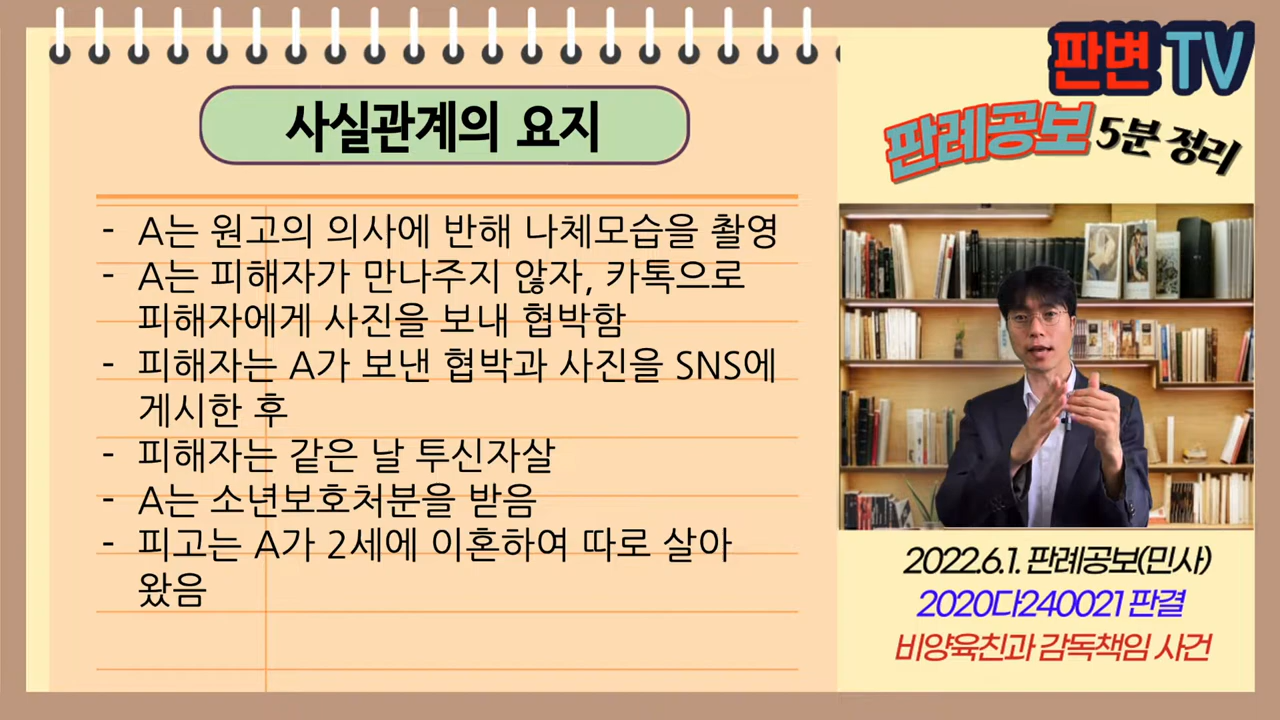 판변 TV
판례공보 5분 정리
사실관계의 요지
- A는 원고의 의사에 반해 나체모습을 촬영
- A는 피해자가 만나주지 않자, 카톡으로
피해자에게 사진을 보내 협박함
- 피해자는 A가 보낸 협박과 사진을 SNS에
게시한 후
- 피해자는 같은 날 투신자살
- A는 소년보호처분을 받음
- 피고는 A가 2세에 이혼하여 따로 살아
왔음
2022.6.1. 판례공보(민사)
2020다240021 판결
비양육친과 감독책임 사건